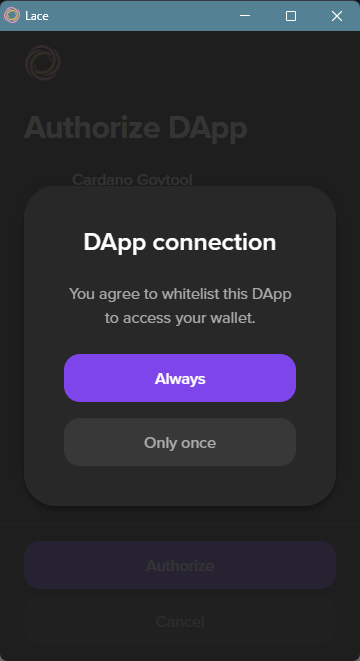 Lace
Authorize DApp
Cardano Govtool
DApp connection
You agree to whitelist this DApp
to access your wallet.
Always
Only once
Authorize
Cancel